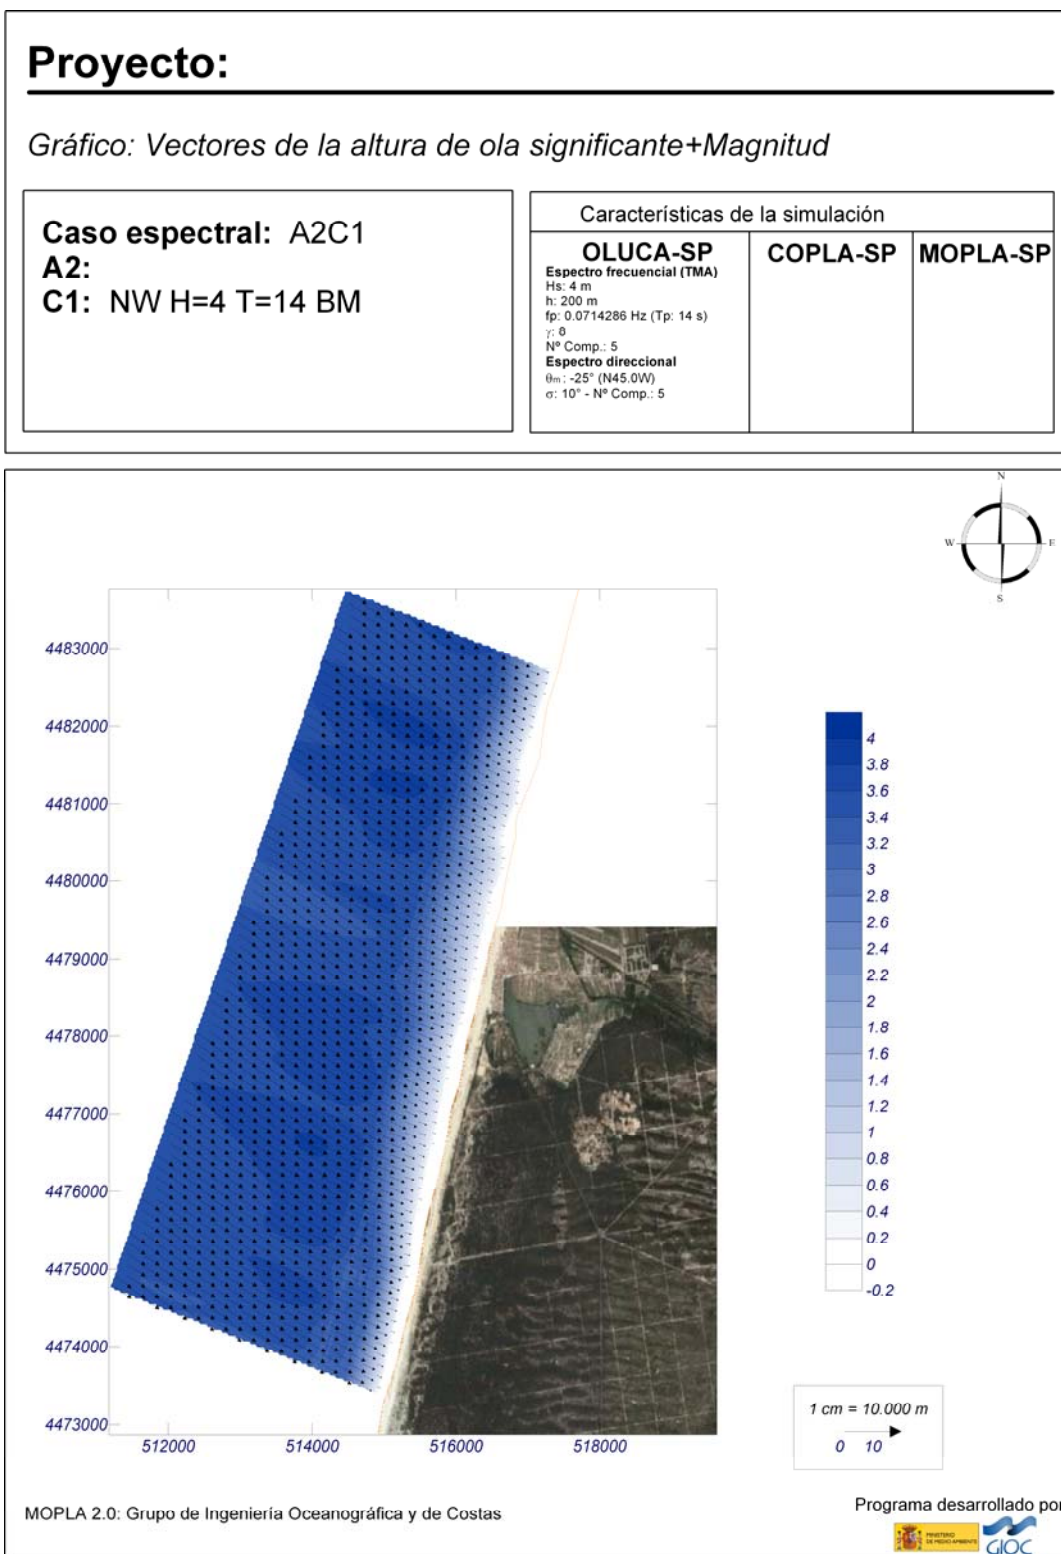 Proyecto:
Gráfico: Vectores de la altura de ola significante+Magnitud
Caso espectral: A2C1
A2:
C1: NW H=4 T=14 BM
Características de la simulación
OLUCA-SP
Espectro frecuencial (TMA)
Hs: 4 m
h: 200 m
fp: 0.0714286 Hz (Tp: 14 s)
γ: 8
Nº Comp.: 5
Espectro direccional
θm: -25° (N45.0W)
σ: 10° - Nº Comp.: 5
COPLA-SP
MOPLA-SP
N
W
E
S
4483000
4482000
4481000
4480000
4479000
4478000
4477000
4476000
4475000
4474000
4473000
512000
514000
516000
518000
4
3.8
3.6
3.4
3.2
3
2.8
2.6
2.4
2.2
2
1.8
1.6
1.4
1.2
1
0.8
0.6
0.4
0.2
0
-0.2
1 cm = 10.000 m
0 10
MOPLA 2.0: Grupo de Ingeniería Oceanográfica y de Costas
Programa desarrollado por
MINISTERIO
DE MEDIO AMBIENTE
GIOC